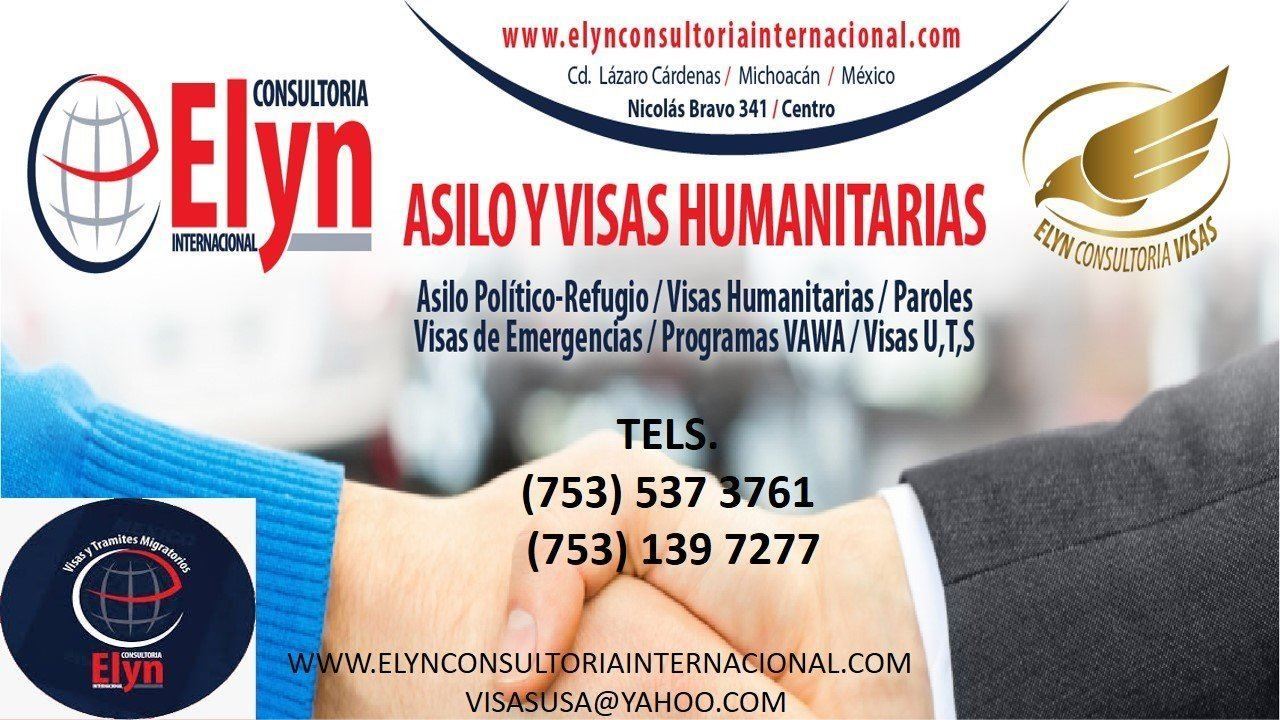 www.elynconsultoriainternacional.com
Cd. Lázaro Cárdenas / Michoacán / México
Nicolás Bravo 341 / Centro
CONSULTORIA
Elyn
INTERNACIONAL
ELYN CONSULTORIA VISAS
ASILO Y VISAS HUMANITARIAS
Asilo Político-Refugio / Visas Humanitarias / Paroles
Visas de Emergencias / Programas VAWA / Visas U,T,S
TELS.
(753) 537 3761
(753) 139 7277
Visas y Tramites Migratorios
CONSULTORIA
Elyn
INTERNACIONAL
WWW.ELYNCONSULTORIAINTERNACIONAL.COM
VISASUSA@YAHOO.COM